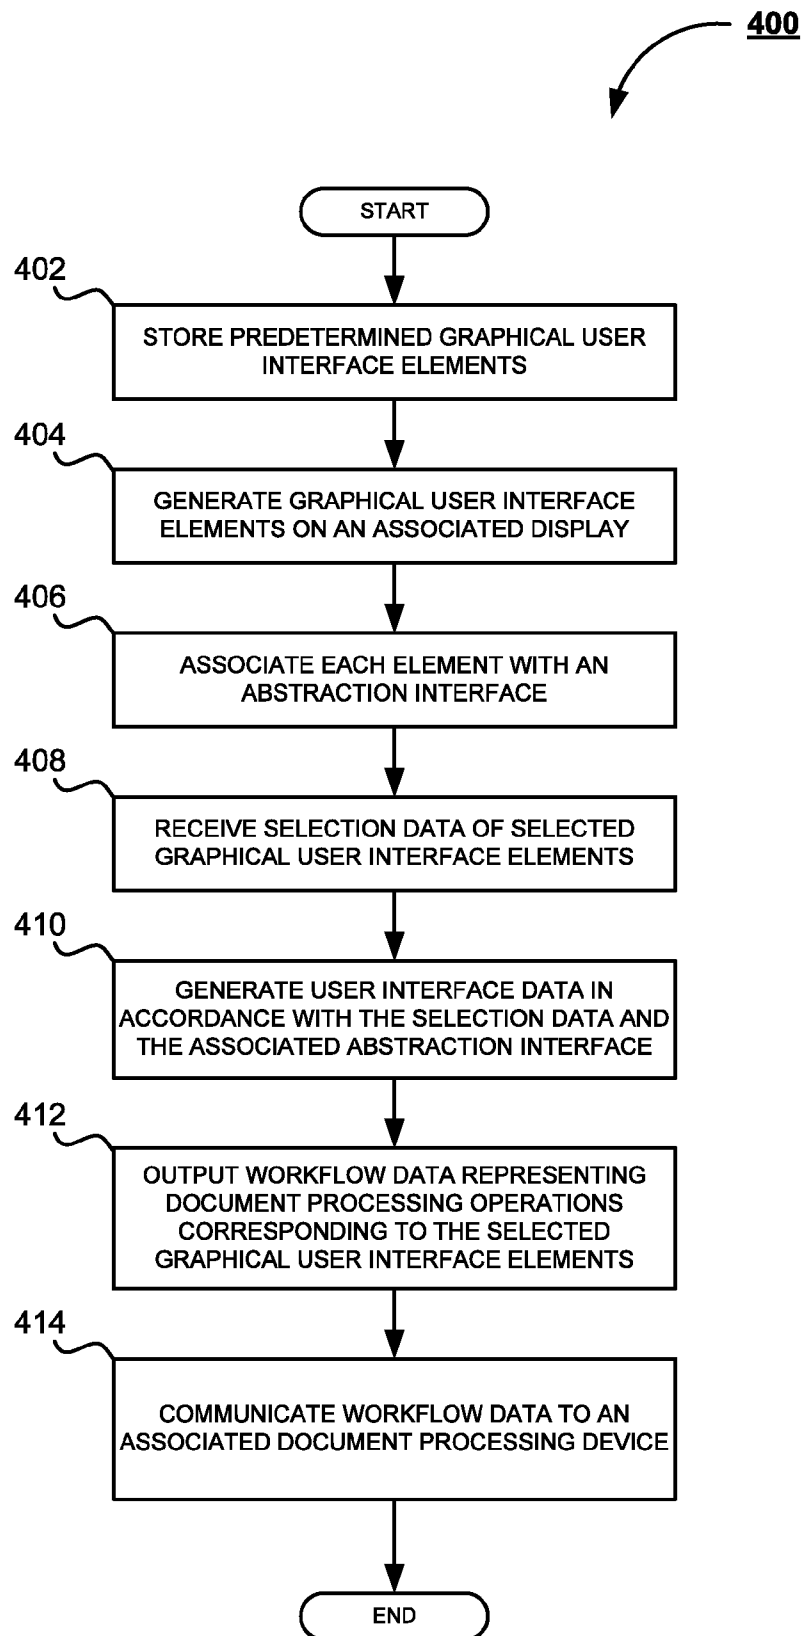 400
START
402
STORE PREDETERMINED GRAPHICAL USER
INTERFACE ELEMENTS
404
GENERATE GRAPHICAL USER INTERFACE
ELEMENTS ON AN ASSOCIATED DISPLAY
406
ASSOCIATE EACH ELEMENT WITH AN
ABSTRACTION INTERFACE
408
RECEIVE SELECTION DATA OF SELECTED
GRAPHICAL USER INTERFACE ELEMENTS
410
GENERATE USER INTERFACE DATA IN
ACCORDANCE WITH THE SELECTION DATA AND
THE ASSOCIATED ABSTRACTION INTERFACE
412
OUTPUT WORKFLOW DATA REPRESENTING
DOCUMENT PROCESSING OPERATIONS
CORRESPONDING TO THE SELECTED
GRAPHICAL USER INTERFACE ELEMENTS
414
COMMUNICATE WORKFLOW DATA TO AN
ASSOCIATED DOCUMENT PROCESSING DEVICE
END